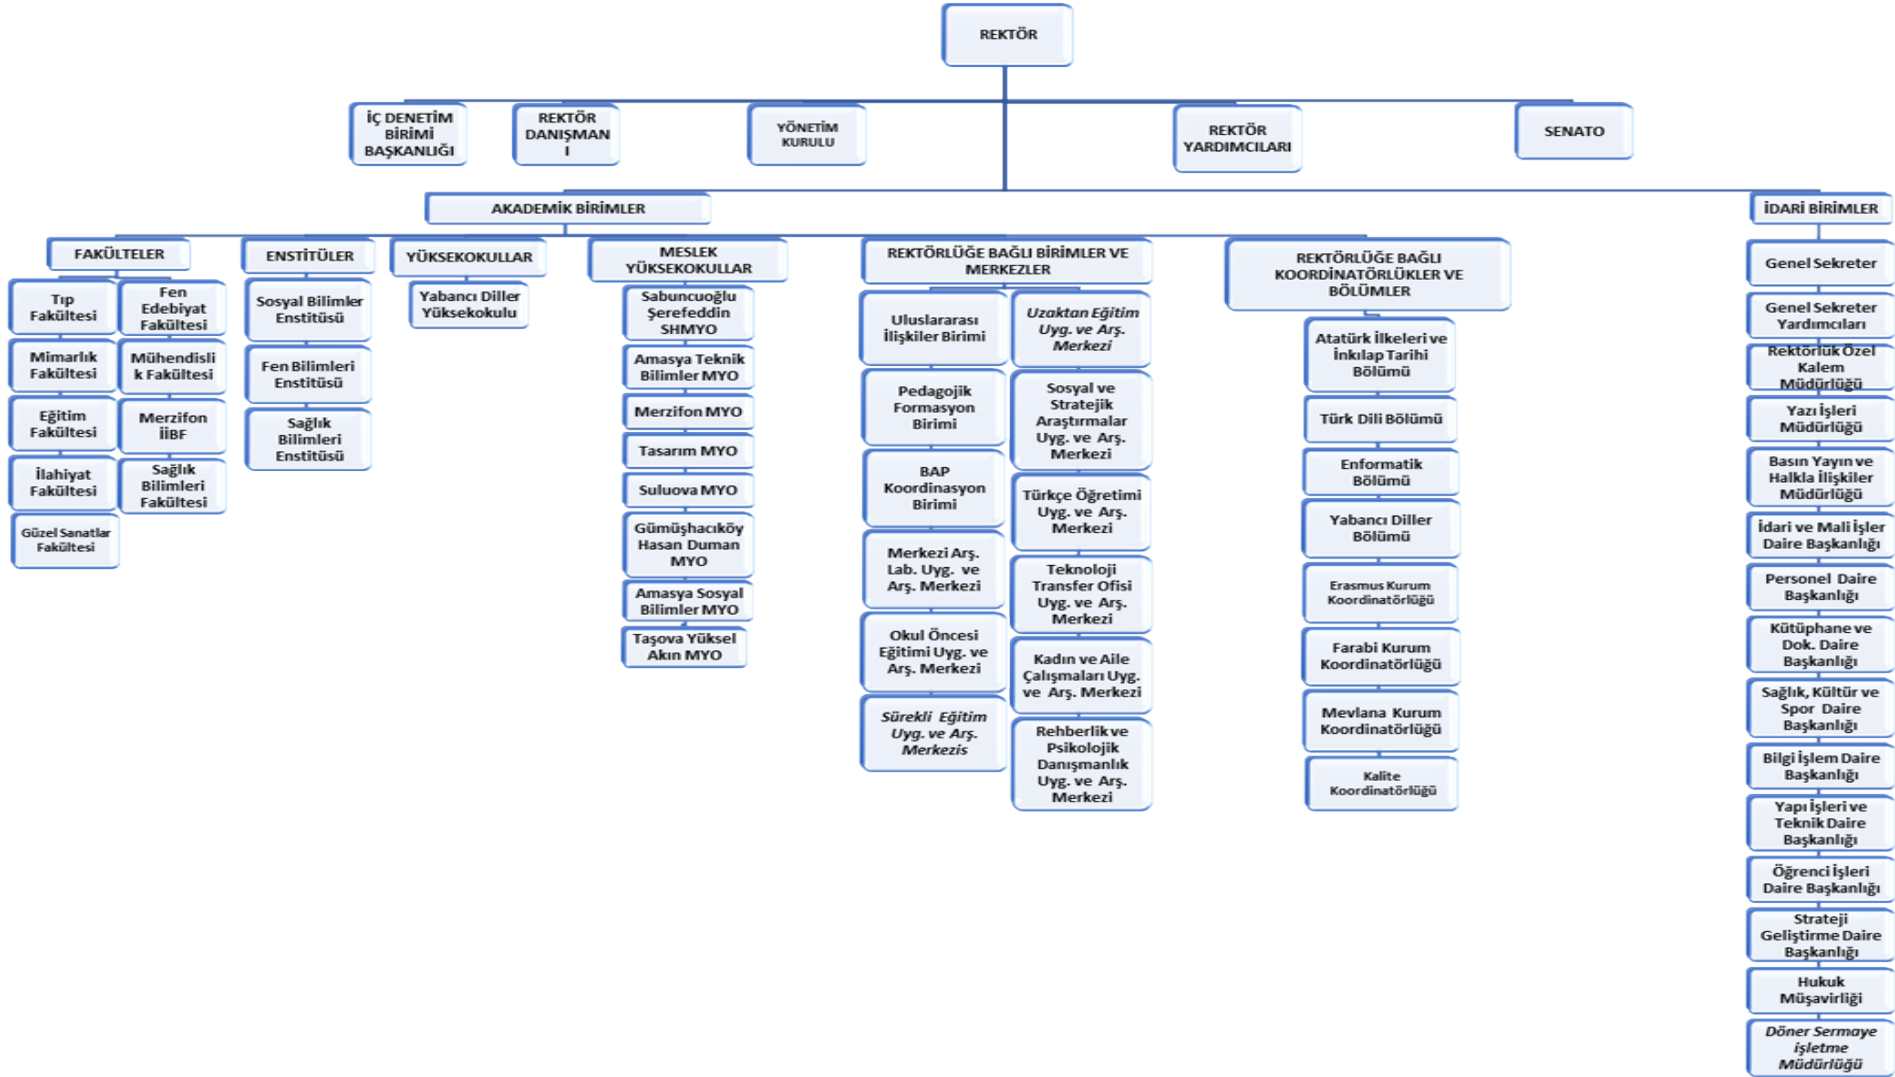 REKTÖR
İÇ DENETİM
BİRİMİ
BAŞKANLIĞI
REKTÖR
DANIŞMAN
I
YÖNETİM
KURULU
REKTÖR
YARDIMCILARI
SENATO
AKADEMİK BİRİMLER
İDARİ BİRİMLER
FAKÜLTELER
Tıp
Fakültesi
Mimarlık
Fakültesi
Eğitim
Fakültesi
İlahiyat
Fakültesi
Güzel Sanatlar
Fakültesi
Fen
Edebiyat
Fakültesi
Mühendisli
k Fakültesi
Merzifon
İİBF
Sağlık
Bilimleri
Fakültesi
ENSTİTÜLER
Sosyal Bilimler
Enstitüsü
Fen Bilimleri
Enstitüsü
Sağlık
Bilimleri
Enstitüsü
YÜKSEKOKULLAR
Yabancı Diller
Yüksekokulu
MESLEK
YÜKSEKOKULLAR
Sabuncuoğlu
Şerefeddin
SHMYO
Amasya Teknik
Bilimler MYO
Merzifon MYO
Tasarım MYO
Suluova MYO
Gümüşhacıköy
Hasan Duman
MYO
Amasya Sosyal
Bilimler MYO
Taşova Yüksel
Akın MYO
REKTÖRLÜĞE BAĞLI BİRİMLER VE
MERKEZLER
Uluslararası
İlişkiler Birimi
Pedagojik
Formasyon
Birimi
BAP
Koordinasyon
Birimi
Merkezi Arş.
Lab. Uyg. ve
Arş. Merkezi
Okul Öncesi
Eğitimi Uyg. ve
Arş. Merkezi
Sürekli Eğitim
Uyg. ve Arş.
Merkezis
Uzaktan Eğitim
Uyg. ve Arş.
Merkezi
Sosyal ve
Stratejik
Araştırmalar
Uyg. ve Arş.
Merkezi
Türkçe Öğretimi
Uyg. ve Arş.
Merkezi
Teknoloji
Transfer Ofisi
Uyg. ve Arş.
Merkezi
Kadın ve Aile
Çalışmaları Uyg.
ve Arş. Merkezi
Rehberlik ve
Psikolojik
Danışmanlık
Uyg. ve Arş.
Merkezi
REKTÖRLÜĞE BAĞLI
KOORDİNATÖRLÜKLER VE
BÖLÜMLER
Atatürk İlkeleri ve
İnkılap Tarihi
Bölümü
Türk Dili Bölümü
Enformatik
Bölümü
Yabancı Diller
Bölümü
Erasmus Kurum
Koordinatörlüğü
Farabi Kurum
Koordinatörlüğü
Mevlana Kurum
Koordinatörlüğü
Kalite
Koordinatörlüğü
Genel Sekreter
Genel Sekreter
Yardımcıları
Rektörlük Özel
Kalem
Müdürlüğü
Yazı İşleri
Müdürlüğü
Basın Yayın ve
Halkla İlişkiler
Müdürlüğü
İdari ve Mali İşler
Daire Başkanlığı
Personel Daire
Başkanlığı
Kütüphane ve
Dok. Daire
Başkanlığı
Sağlık, Kültür ve
Spor Daire
Başkanlığı
Bilgi İşlem Daire
Başkanlığı
Yapı İşleri ve
Teknik Daire
Başkanlığı
Öğrenci İşleri
Daire Başkanlığı
Strateji
Geliştirme Daire
Başkanlığı
Hukuk
Müşavirliği
Döner Sermaye
işletme
Müdürlüğü